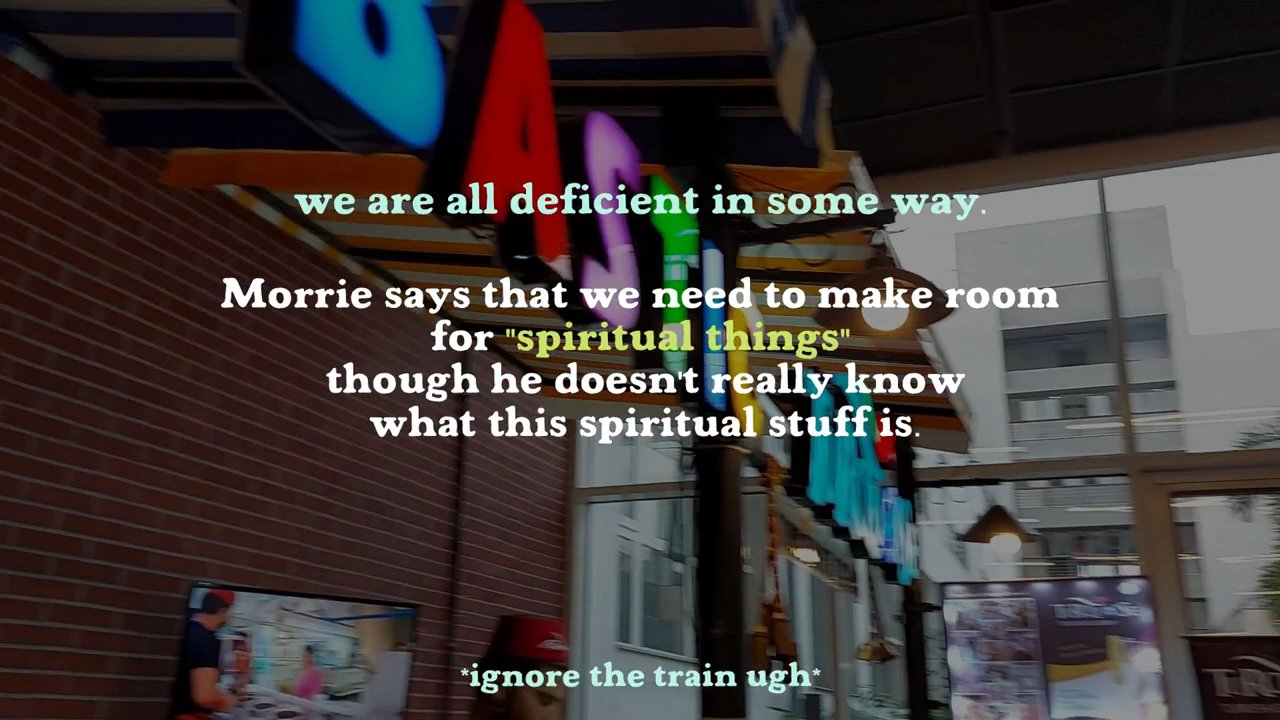 BASIL
we are all deficient in some way.
Morrie says that we need to make room
for "spiritual things"
though he doesn't really know
what this spiritual stuff is.
*ignore the train ugh*